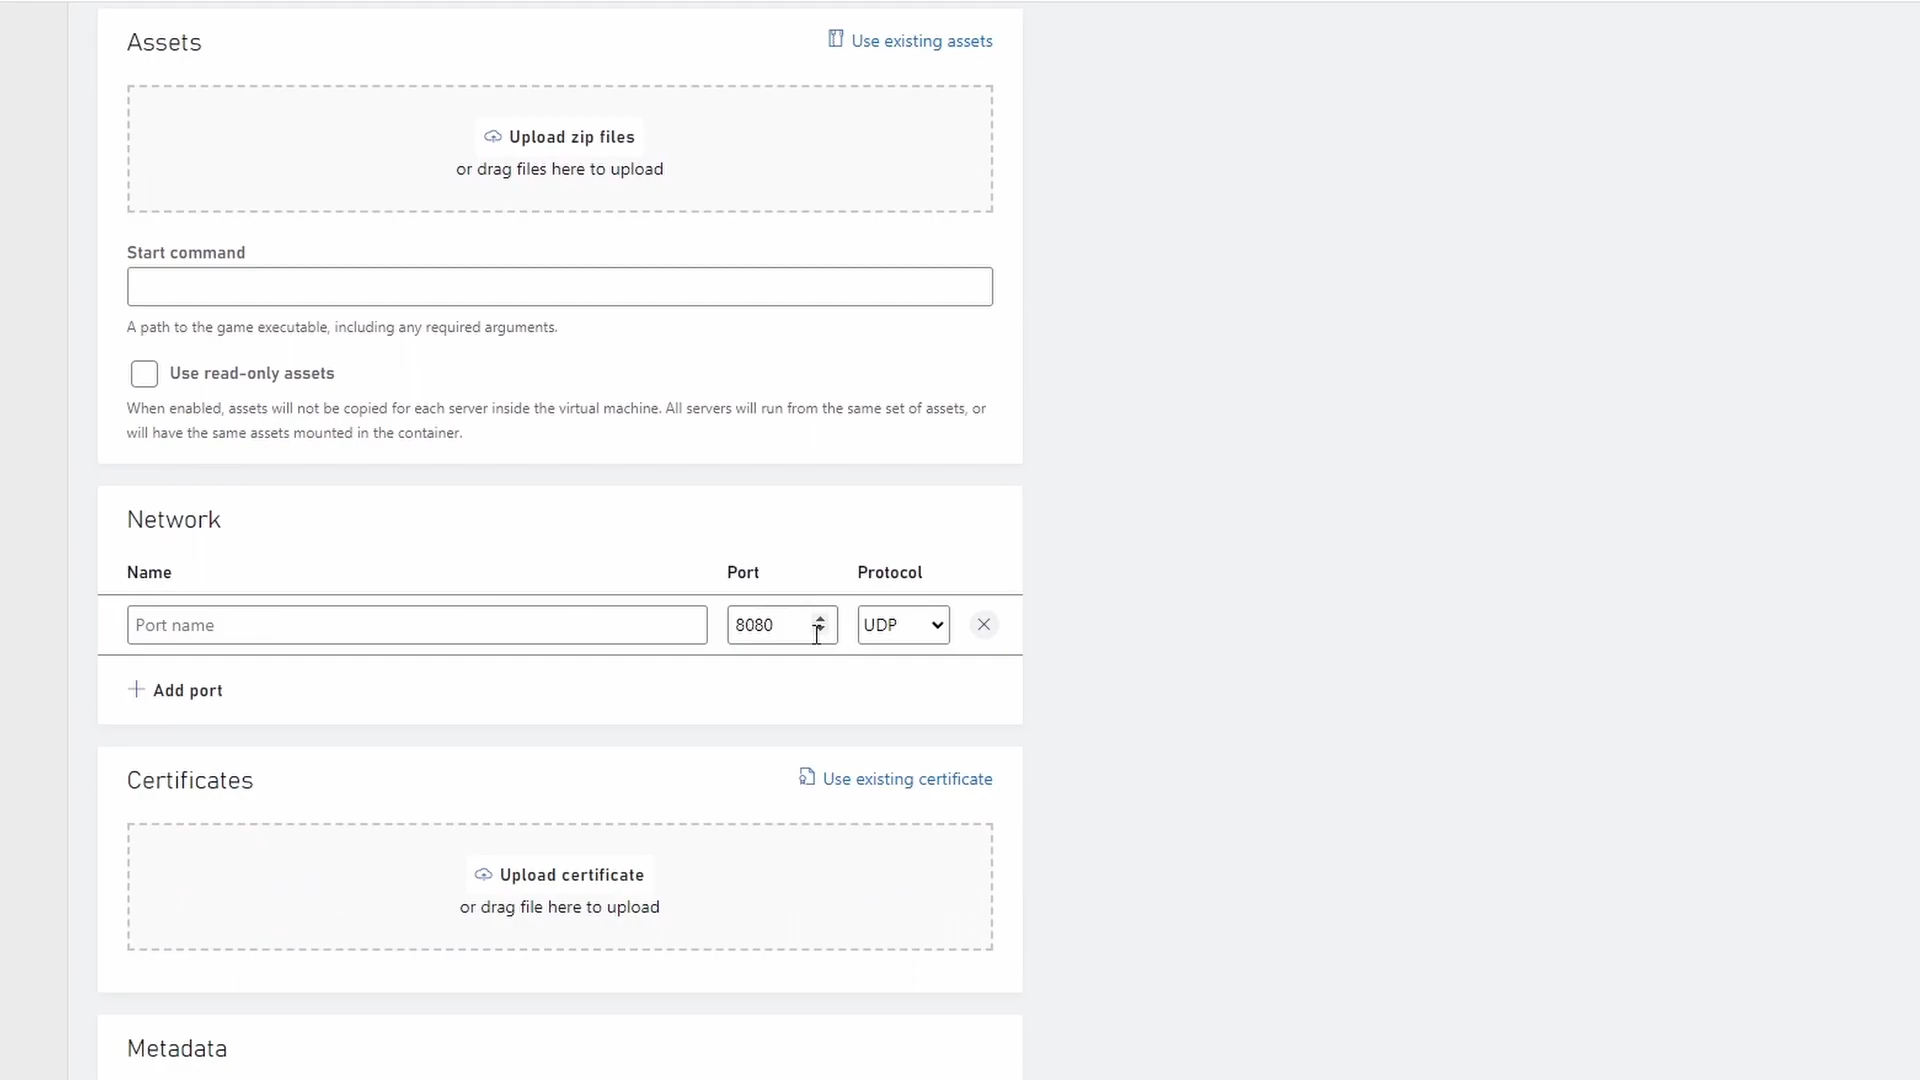 Assets
Use existing assets
Upload zip files
or drag files here to upload
Start command
A path to the game executable, including any required arguments.
Use read-only assets
When enabled, assets will not be copied for each server inside the virtual machine. All servers will run from the same set of assets, or
will have the same assets mounted in the container.
Network
Name Port Protocol
Port name 8080 UDP
Add port
Certificates
Use existing certificate
Upload certificate
or drag file here to upload
Metadata